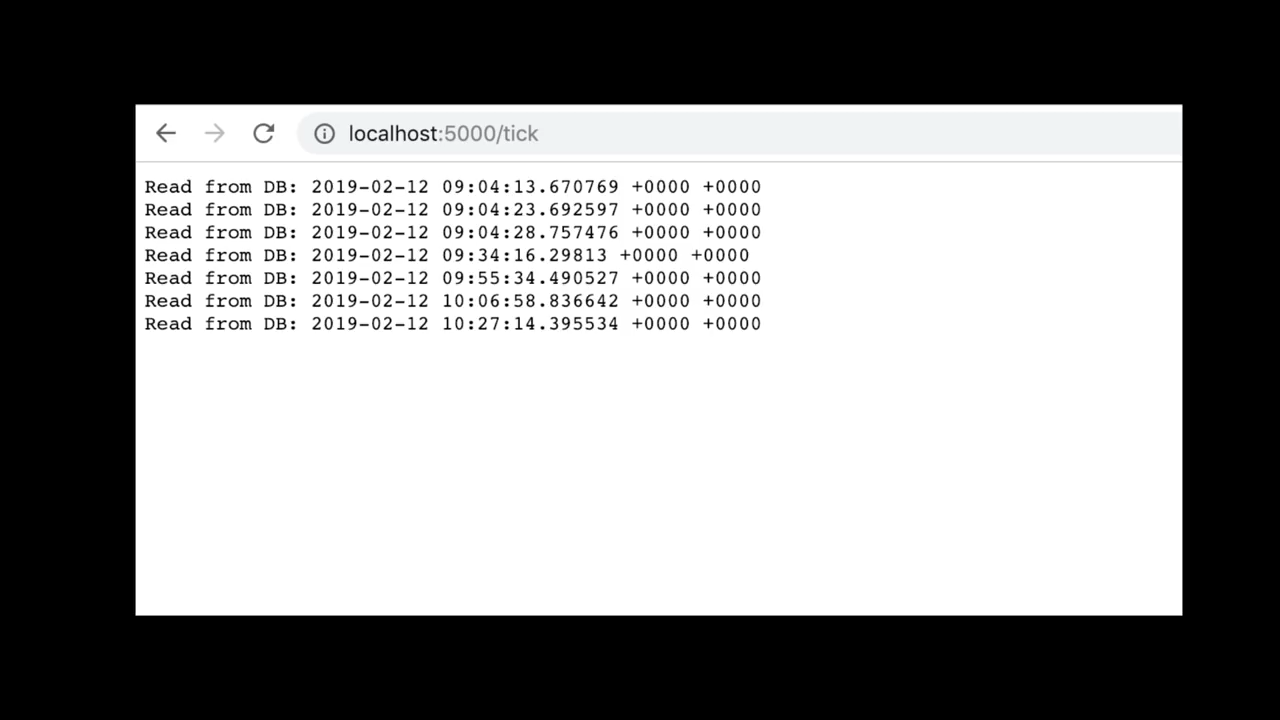 localhost:5000/tick
Read from DB: 2019-02-12 09:04:13.670769 +0000 +0000
Read from DB: 2019-02-12 09:04:23.692597 +0000 +0000
Read from DB: 2019-02-12 09:04:28.757476 +0000 +0000
Read from DB: 2019-02-12 09:34:16.29813 +0000 +0000
Read from DB: 2019-02-12 09:55:34.490527 +0000 +0000
Read from DB: 2019-02-12 10:06:58.836642 +0000 +0000
Read from DB: 2019-02-12 10:27:14.395534 +0000 +0000